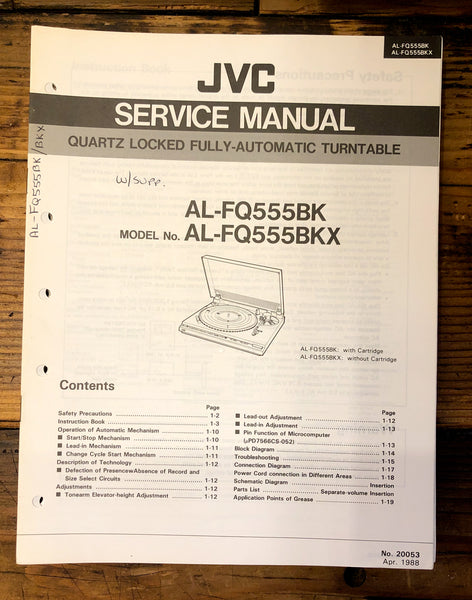 AL-FQ555BK
AL-FQ555BKX
JVC
SERVICE MANUAL
QUARTZ LOCKED FULLY-AUTOMATIC TURNTABLE
W/SUPP.
AL-FQ555BK/BKX
AL-FQ555BK
MODEL No. AL-FQ555BKX
AL-FQ555BK: with Cartridge
AL-FQ555BKX: without Cartridge
Contents
Page
Safety Precautions 1-2
Instruction Book 1-3
Operation of Automatic Mechanism 1-10
■ Start/Stop Mechanism 1-10
■ Lead-in Mechanism 1-11
■ Change Cycle Start Mechanism 1-11
Description of Technology 1-12
■ Defection of Presencew/Absence of Record and
Size Select Circuits 1-12
Adjustments 1-12
■ Tonearm Elevator-height Adjustment 1-12
Page
■ Lead-out Adjustment 1-12
■ Lead-in Adjustment 1-13
■ Pin Function of Microcomputer
(μPD7566CS-052) 1-13
Block Diagram 1-14
Troubleshooting 1-15
Connection Diagram 1-17
Power Cord connection in Different Areas 1-18
Schematic Diagram Insertion
Parts List Separate-volume Insertion
Application Points of Grease 1-19
No. 20053
Apr. 1988